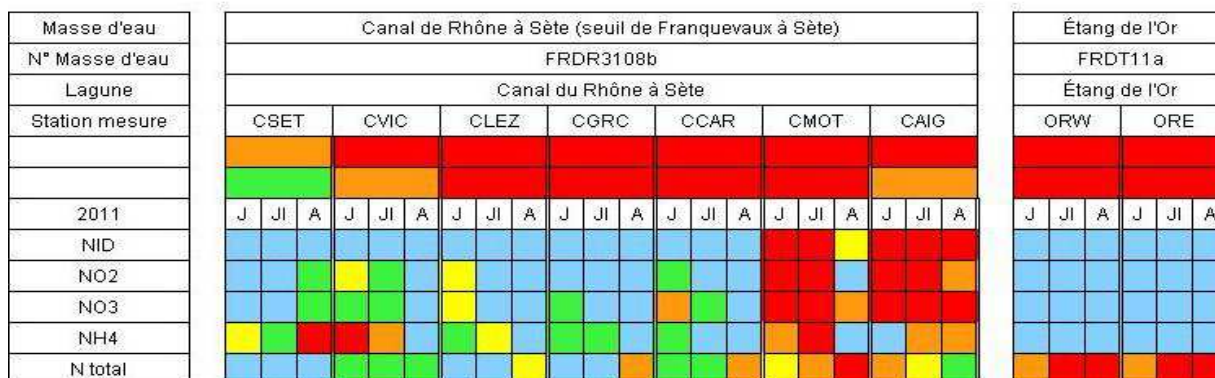 Masse d'eau Canal de Rhône à Sète (seuil de Franquevaux à Sète) Étang de l'Or
N° Masse d'eau FRDR3108b FRDT11a
Lagune Canal du Rhône à Sète Étang de l'Or
Station mesure CSET CVIC CLEZ CGRC CCAR CMOT CAIG ORW ORE
2011 J Jl A J Jl A J Jl A J Jl A J Jl A J Jl A J Jl A J Jl A J Jl A
NID
NO2
NO3
NH4
N total